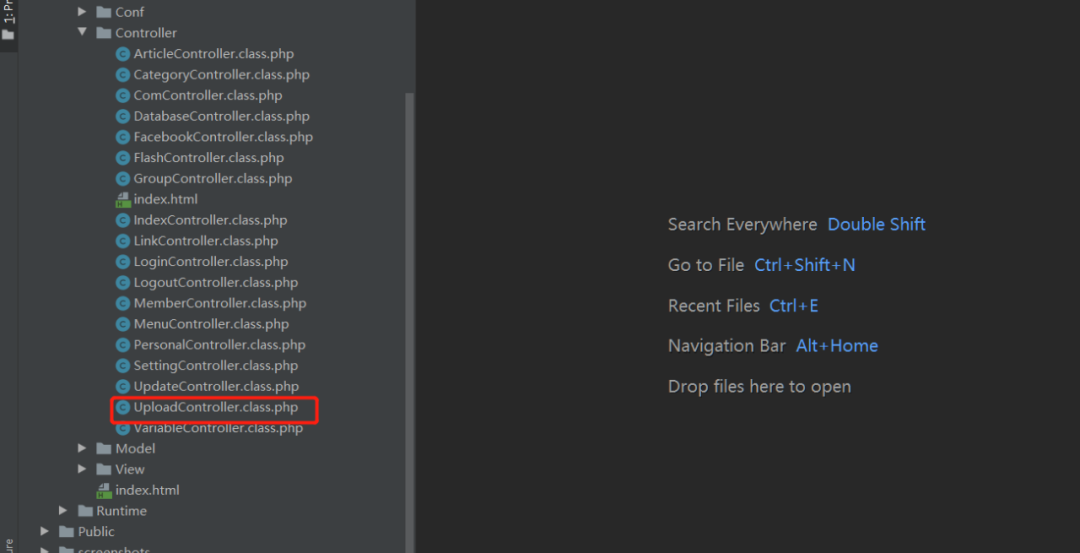 1: Pr
Conf
Controller
ArticleController.class.php
CategoryController.class.php
ComController.class.php
DatabaseController.class.php
FacebookController.class.php
FlashController.class.php
GroupController.class.php
index.html
IndexController.class.php
LinkController.class.php
LoginController.class.php
LogoutController.class.php
MemberController.class.php
MenuController.class.php
PersonalController.class.php
SettingController.class.php
UpdateController.class.php
UploadController.class.php
VariableController.class.php
Model
View
index.html
Runtime
Public
screenshots
ure
Search Everywhere Double Shift
Go to File Ctrl+Shift+N
Recent Files Ctrl+E
Navigation Bar Alt+Home
Drop files here to open